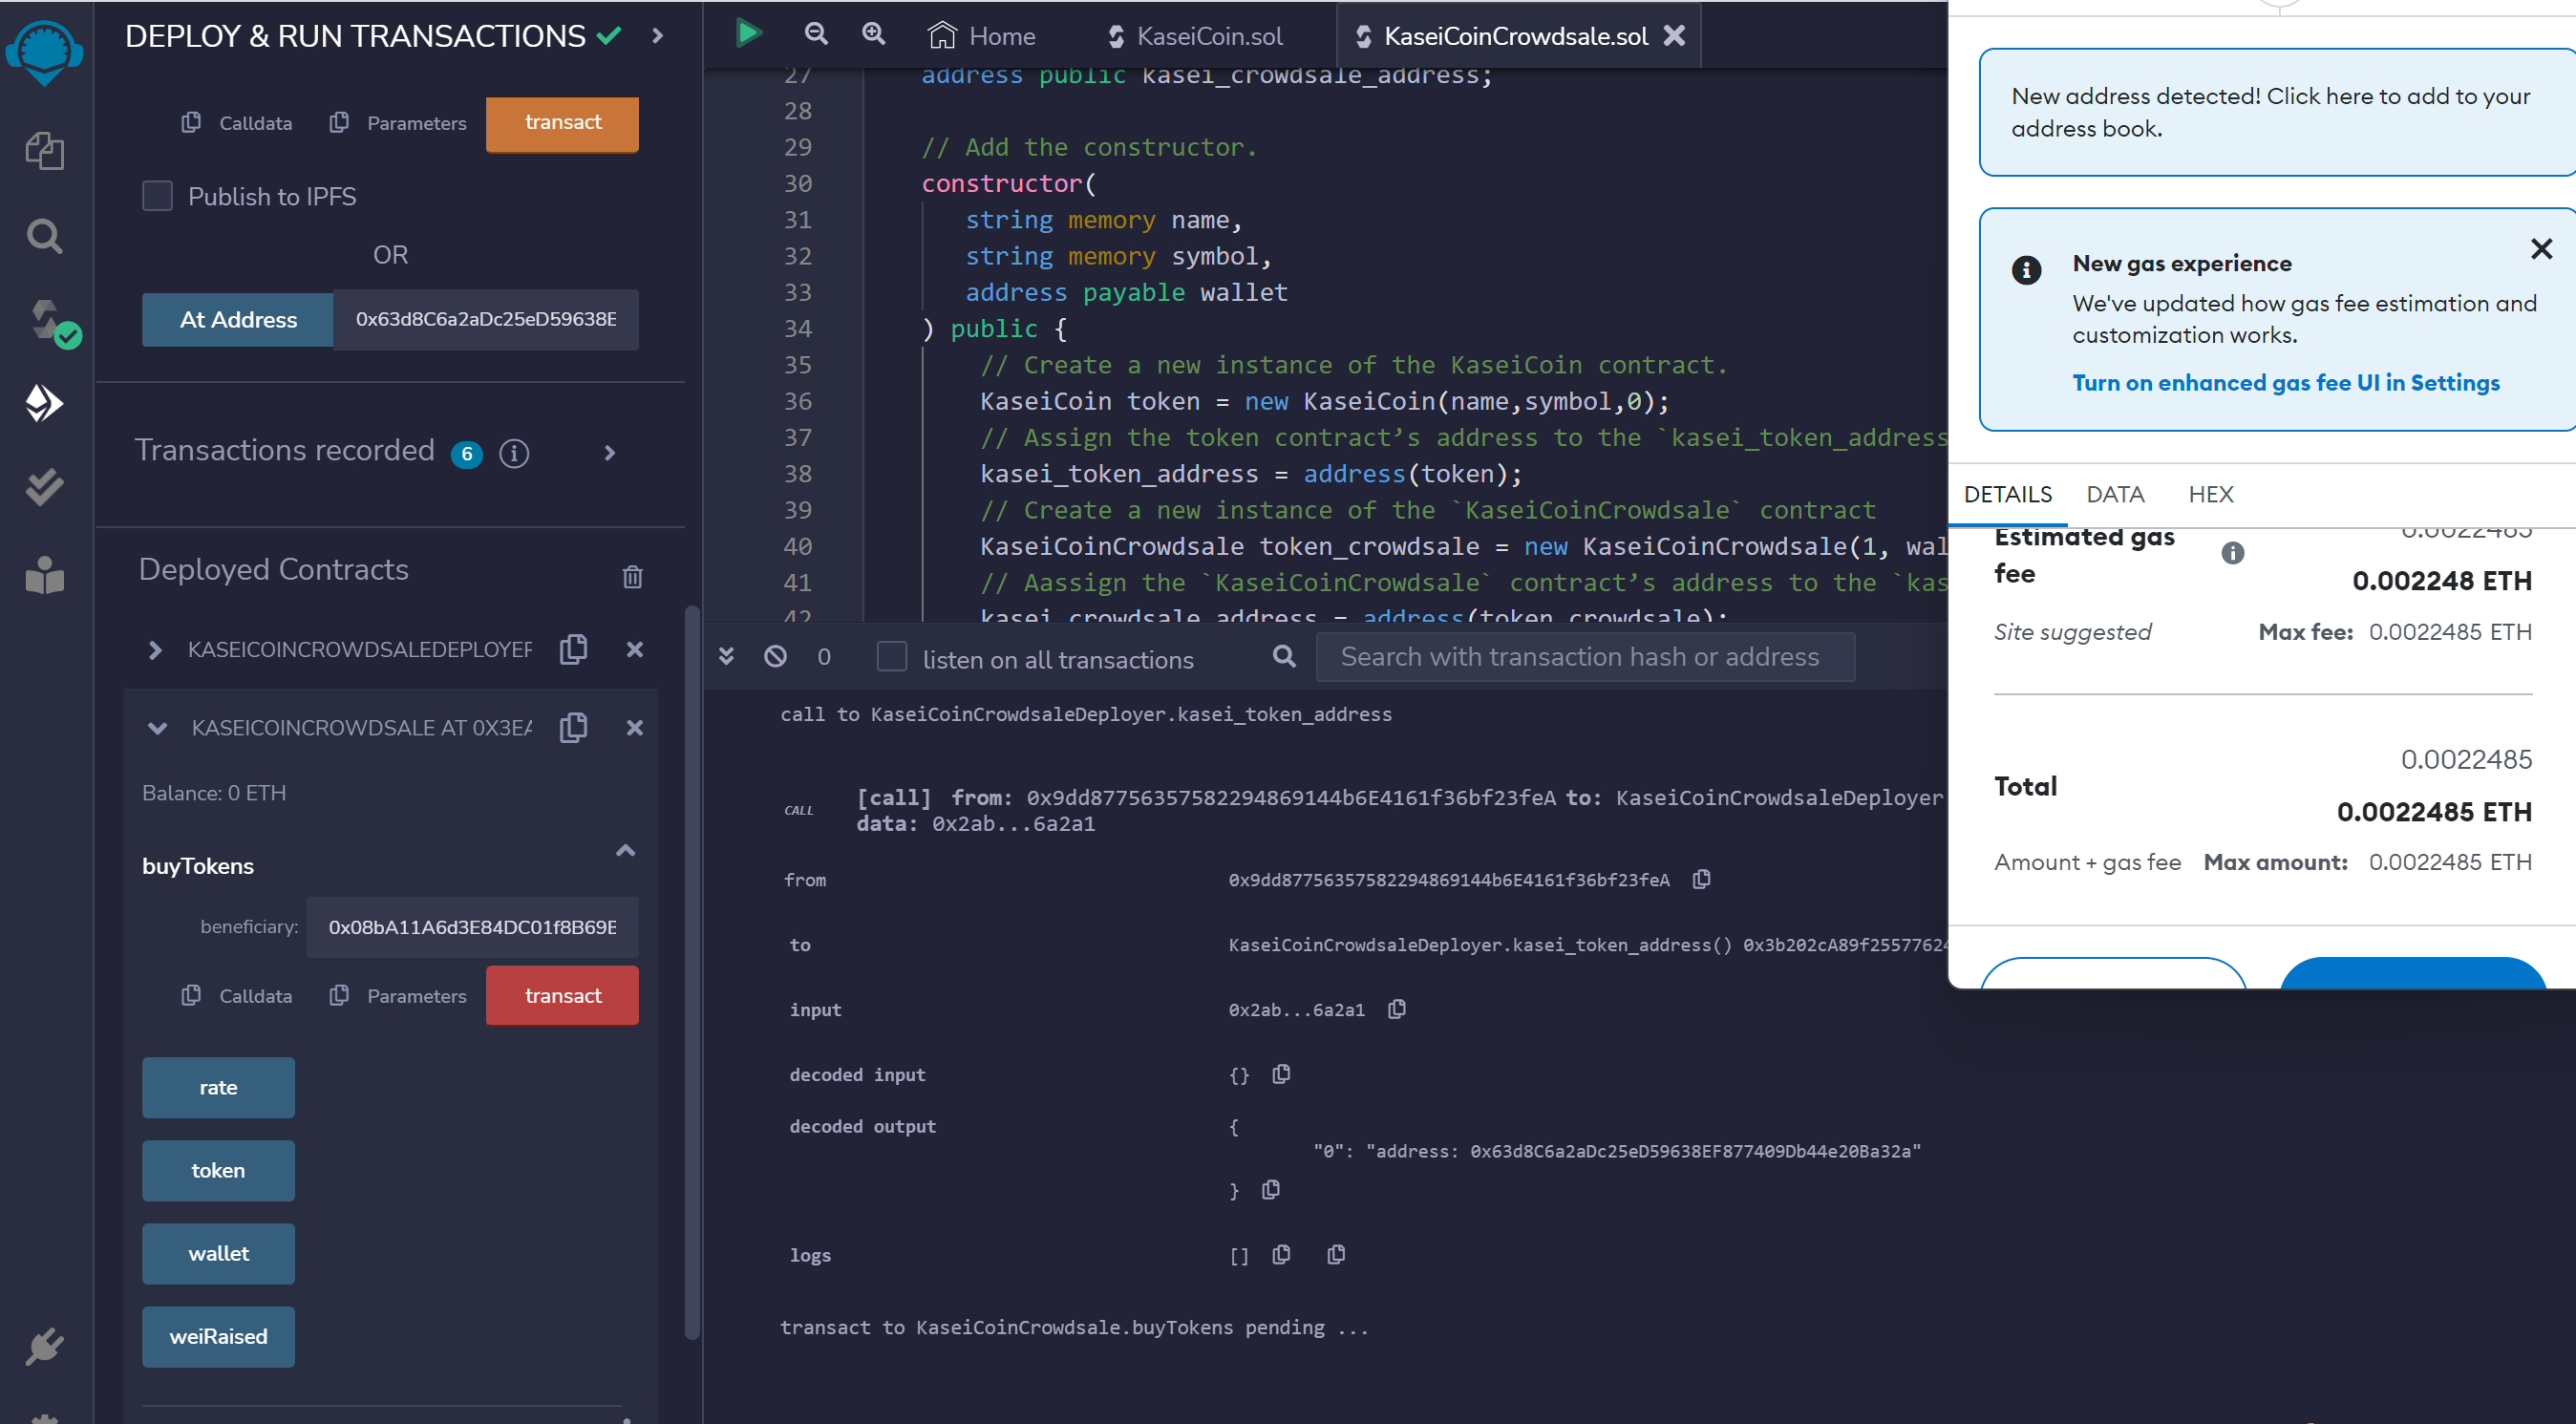 DEPLOY & RUN TRANSACTIONS
Calldata Parameters transact
Publish to IPFS
OR
At Address 0x63d8C6a2aDc25eD59638E
Transactions recorded 6
Deployed Contracts
KASEICOINCROWDSALEDEPLOYER
KASEICOINCROWDSALE AT 0X3EA
Balance: 0 ETH
buyTokens
beneficiary: 0x08bA11A6d3E84DC01f8B69E
Calldata Parameters transact
rate
token
wallet
weiRaised
Home KaseiCoin.sol KaseiCoinCrowdsale.sol
27 address public kasei_crowdsale_address;
28
29 // Add the constructor.
30 constructor(
31 string memory name,
32 string memory symbol,
33 address payable wallet
34 ) public {
35 // Create a new instance of the KaseiCoin contract.
36 KaseiCoin token = new KaseiCoin(name,symbol,0);
37 // Assign the token contract’s address to the `kasei_token_address
38 kasei_token_address = address(token);
39 // Create a new instance of the `KaseiCoinCrowdsale` contract
40 KaseiCoinCrowdsale token_crowdsale = new KaseiCoinCrowdsale(1, wal
41 // Aassign the `KaseiCoinCrowdsale` contract’s address to the `kas
42 kasei_crowdsale_address = address(token_crowdsale);
0 listen on all transactions Search with transaction hash or address
call to KaseiCoinCrowdsaleDeployer.kasei_token_address
CALL [call] from: 0x9dd87756357582294869144b6E4161f36bf23feA to: KaseiCoinCrowdsaleDeployer
data: 0x2ab...6a2a1
from 0x9dd87756357582294869144b6E4161f36bf23feA
to KaseiCoinCrowdsaleDeployer.kasei_token_address() 0x3b202cA89f25577624
input 0x2ab...6a2a1
decoded input {}
decoded output {
"0": "address: 0x63d8C6a2aDc25eD59638EF877409Db44e20Ba32a"
}
logs []
transact to KaseiCoinCrowdsale.buyTokens pending ...
New address detected! Click here to add to your
address book.
New gas experience
We've updated how gas fee estimation and
customization works.
Turn on enhanced gas fee UI in Settings
DETAILS DATA HEX
Estimated gas
fee
0.0022485
0.002248 ETH
Site suggested Max fee: 0.0022485 ETH
0.0022485
Total
0.0022485 ETH
Amount + gas fee Max amount: 0.0022485 ETH